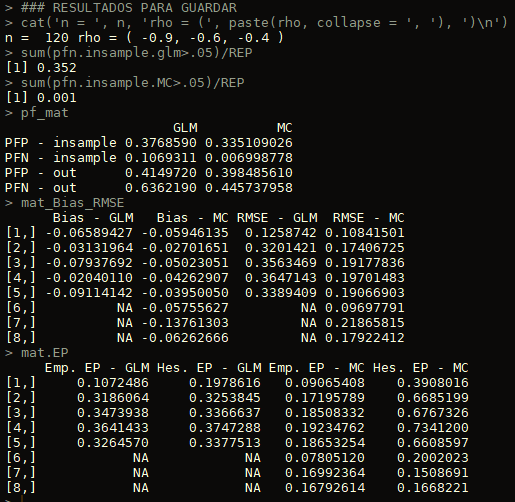 > ### RESULTADOS PARA GUARDAR
> cat('n = ', n, 'rho = (', paste(rho, collapse = ', '), ')\n')
n =  120 rho = ( -0.9, -0.6, -0.4 )
> sum(pfn.insample.glm>.05)/REP
[1] 0.352
> sum(pfn.insample.MC>.05)/REP
[1] 0.001
> pf_mat
GLM MC
PFP - insample 0.3768590 0.335109026
PFN - insample 0.1069311 0.006998778
PFP - out 0.4149720 0.398485610
PFN - out 0.6362190 0.445737958
> mat_Bias_RMSE
Bias - GLM Bias - MC RMSE - GLM RMSE - MC
[1,] -0.06589427 -0.05946135 0.1258742 0.10841501
[2,] -0.03131964 -0.02701651 0.3201421 0.17406725
[3,] -0.07937692 -0.05023051 0.3563469 0.19177836
[4,] -0.02040110 -0.04262907 0.3647143 0.19701483
[5,] -0.09114142 -0.03950050 0.3389409 0.19066903
[6,] NA -0.05755627 NA 0.09697791
[7,] NA -0.13761303 NA 0.21865815
[8,] NA -0.06262666 NA 0.17922412
> mat.EP
Emp. EP - GLM Hes. EP - GLM Emp. EP - MC Hes. EP - MC
[1,] 0.1072486 0.1978616 0.09065408 0.3908016
[2,] 0.3186064 0.3253845 0.17195789 0.6685199
[3,] 0.3473938 0.3366637 0.18508332 0.6767326
[4,] 0.3641433 0.3747288 0.19234762 0.7341200
[5,] 0.3264570 0.3377513 0.18653254 0.6608597
[6,] NA NA 0.07805120 0.2002023
[7,] NA NA 0.16992364 0.1508691
[8,] NA NA 0.16792614 0.1668221
>